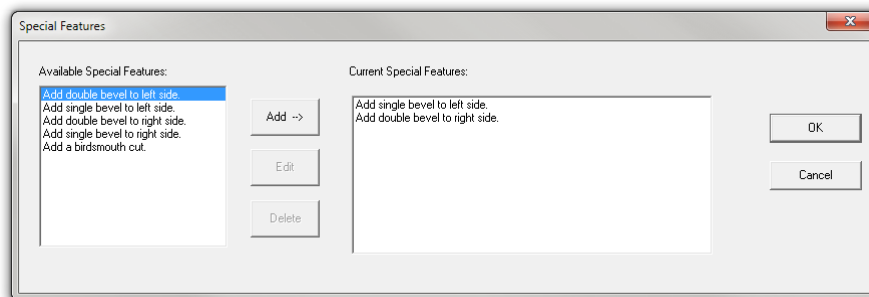 Special Features
Available Special Features:
Add double bevel to left side.
Add single bevel to left side.
Add double bevel to right side.
Add single bevel to right side.
Add a birdsmouth cut.
Add -->
Edit
Delete
Current Special Features:
Add single bevel to left side.
Add double bevel to right side.
OK
Cancel